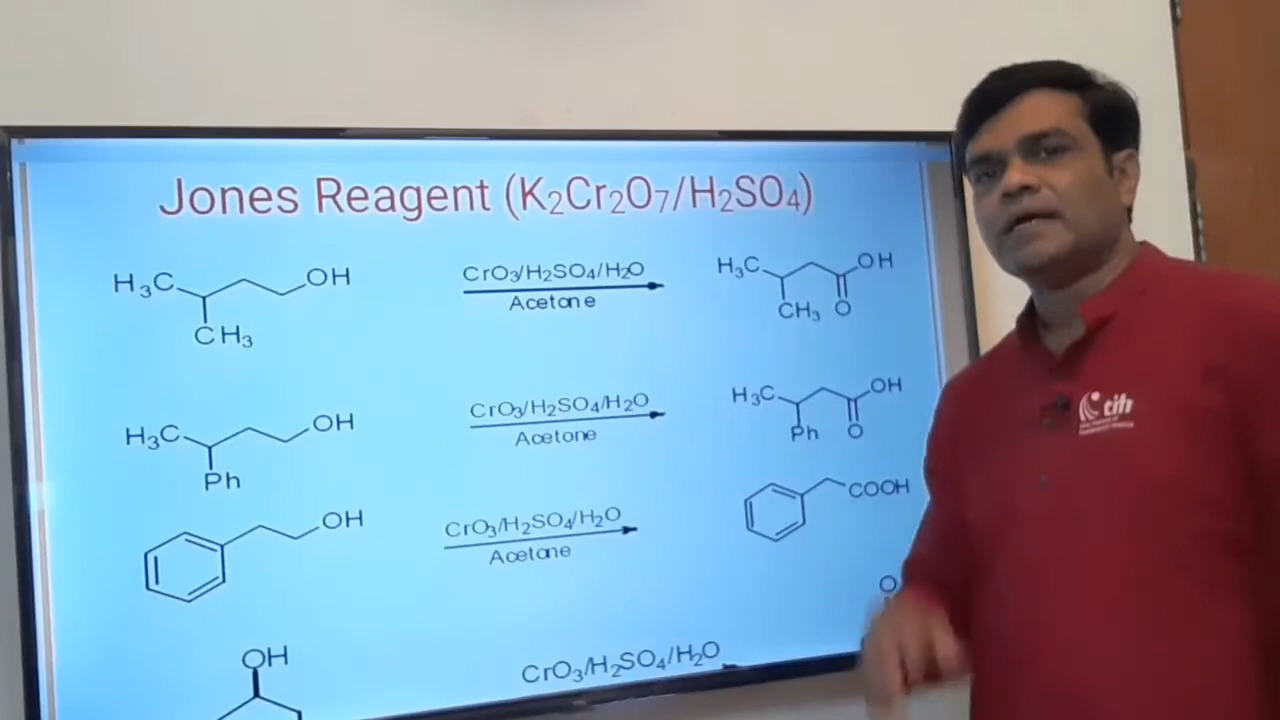 Jones Reagent (K2Cr2O7/H2SO4)
H3C
OH
CH3
CrO3/H2SO4/H2O
Acetone
H3C
OH
CH3
O
H3C
OH
Ph
CrO3/H2SO4/H2O
Acetone
H3C
OH
Ph
O
OH
CrO3/H2SO4/H2O
Acetone
COOH
OH
CrO3/H2SO4/H2O
O
tifr